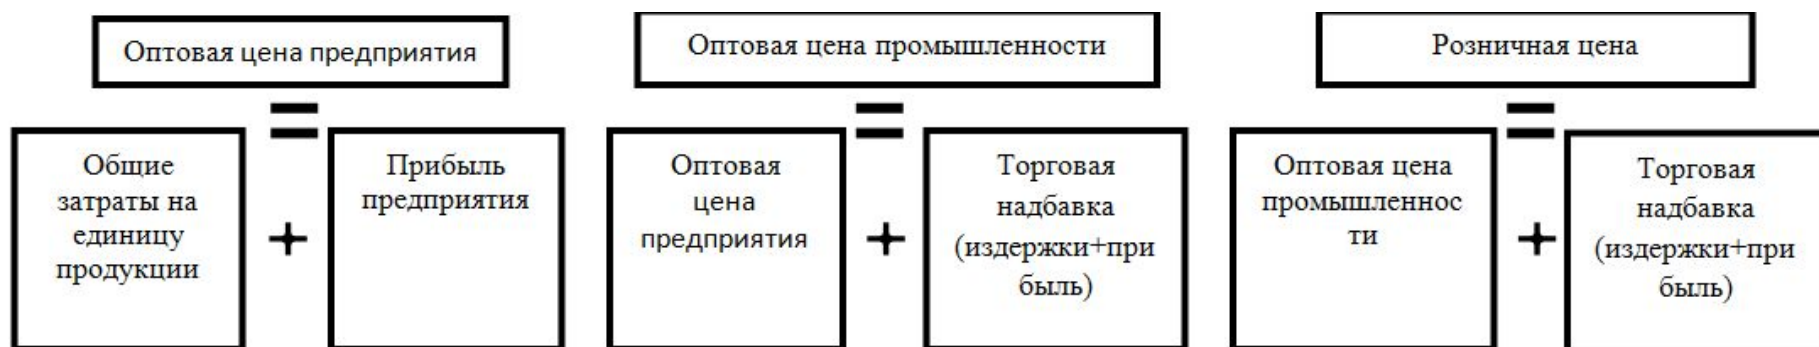 Оптовая цена предприятия
Оптовая цена промышленности
Розничная цена
Общие
затраты на
единицу
продукции
+
Прибыль
предприятия
Оптовая
цена
предприятия
+
Торговая
надбавка
(издержки+при
быль)
Оптовая цена
промышленнос
ти
+
Торговая
надбавка
(издержки+при
быль)